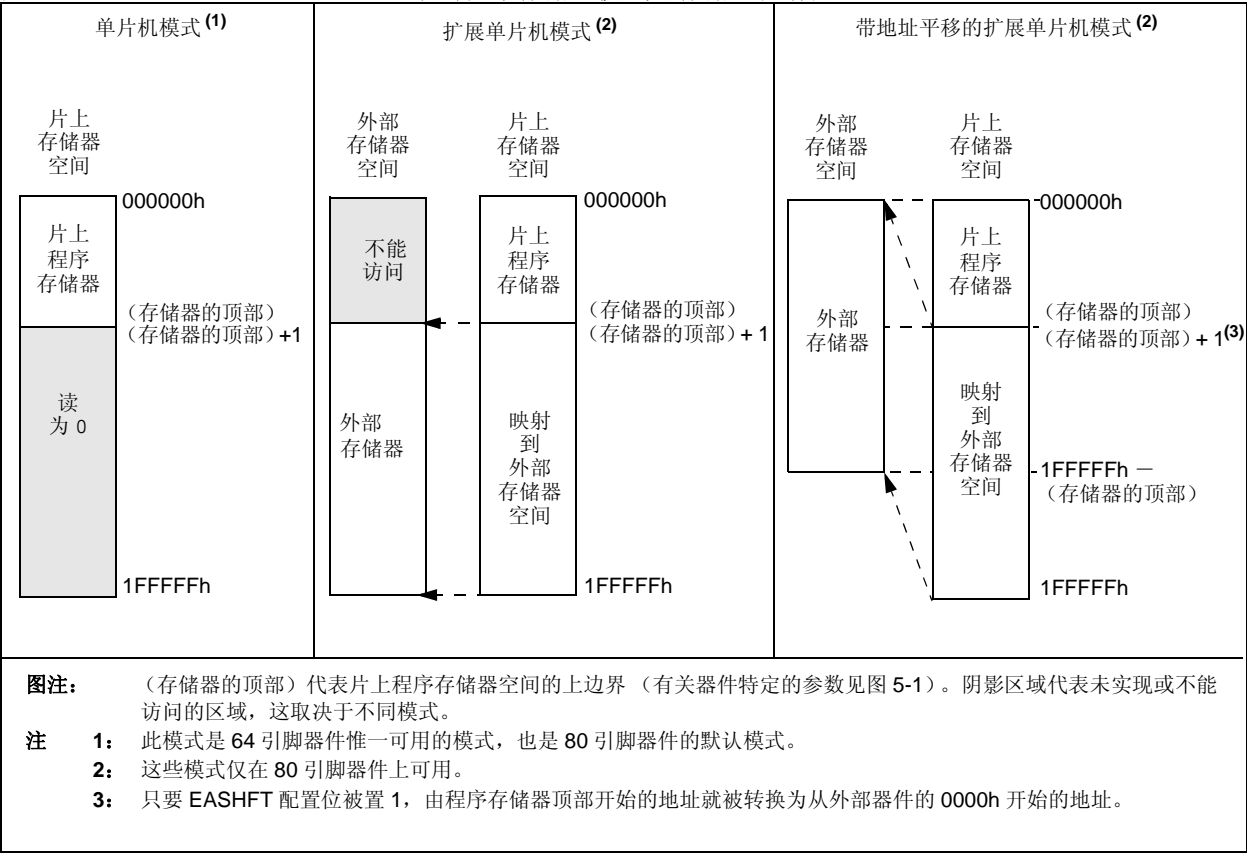 单片机模式(1)
片上
存储器
空间
000000h
片上
程序
存储器
(存储器的顶部)
(存储器的顶部)+1
读
为 0
1FFFFFh
扩展单片机模式(2)
外部
存储器
空间
片上
存储器
空间
000000h
不能
访问
片上
程序
存储器
(存储器的顶部)
(存储器的顶部)+ 1
外部
存储器
映射
到
外部
存储器
空间
1FFFFFh
带地址平移的扩展单片机模式(2)
外部
存储器
空间
片上
存储器
空间
000000h
片上
程序
存储器
(存储器的顶部)
(存储器的顶部)+ 1(3)
外部
存储器
映射
到
外部
存储器
空间
1FFFFFh －
(存储器的顶部)
1FFFFFh
图注： （存储器的顶部）代表片上程序存储器空间的上边界 （有关器件特定的参数见图 5-1）。阴影区域代表未实现或不能
访问的区域，这取决于不同模式。
注 1： 此模式是 64 引脚器件惟一可用的模式，也是 80 引脚器件的默认模式。
2： 这些模式仅在 80 引脚器件上可用。
3： 只要 EASHFT 配置位被置 1，由程序存储器顶部开始的地址就被转换为从外部器件的 0000h 开始的地址。